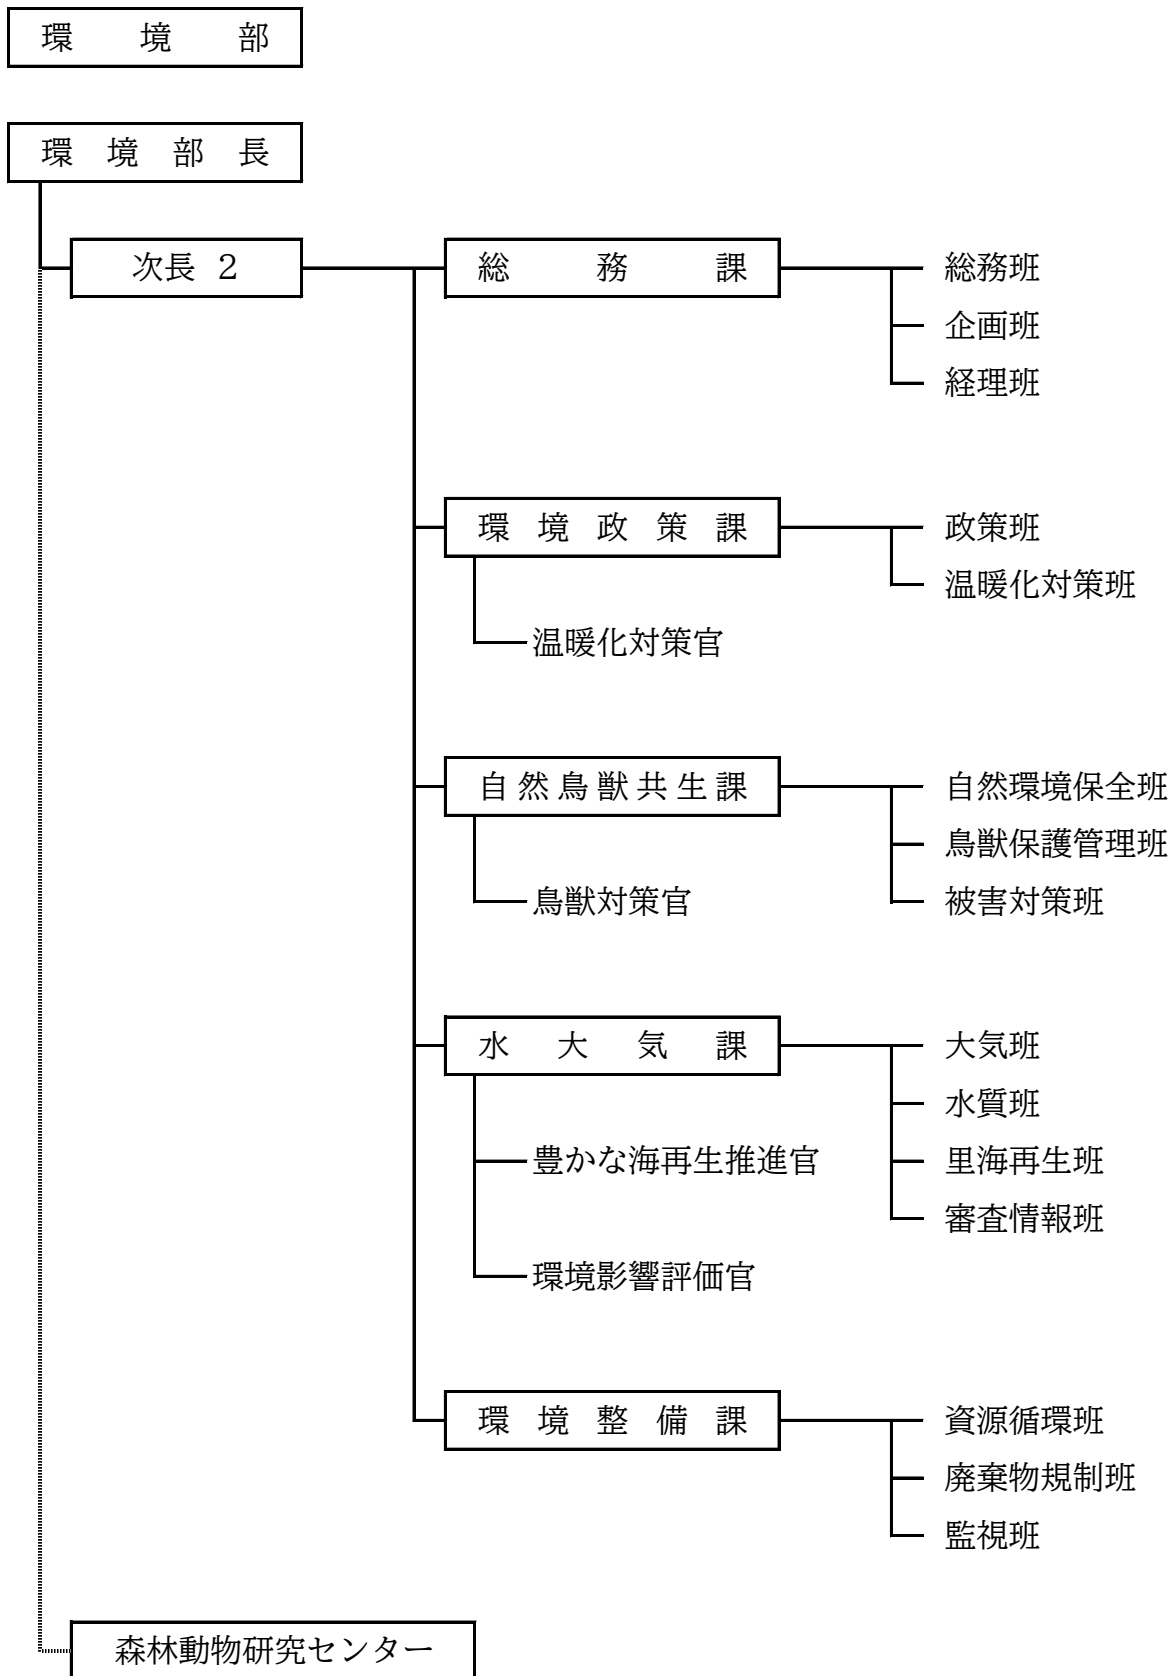 環境部
環境部長
次長 2
総務課
総務班
企画班
経理班
環境政策課
政策班
温暖化対策班
温暖化対策官
自然鳥獣共生課
自然環境保全班
鳥獣保護管理班
鳥獣対策官
被害対策班
水大気課
大気班
水質班
豊かな海再生推進官
里海再生班
審査情報班
環境影響評価官
環境整備課
資源循環班
廃棄物規制班
監視班
森林動物研究センター